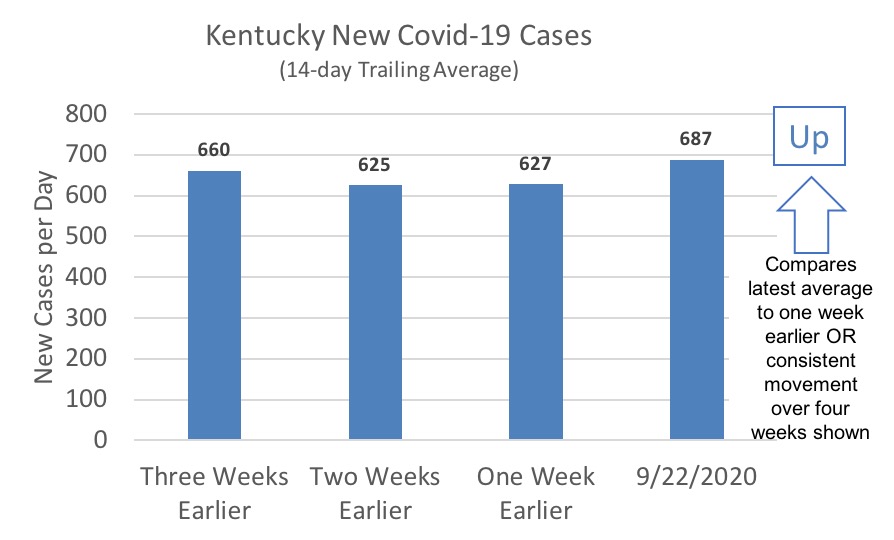 Kentucky New Covid-19 Cases
(14-day Trailing Average)
New Cases per Day
800
700
600
500
400
300
200
100
0
660
625
627
687
Three Weeks
Earlier
Two Weeks
Earlier
One Week
Earlier
9/22/2020
Up
Compares
latest average
to one week
earlier OR
consistent
movement
over four
weeks shown